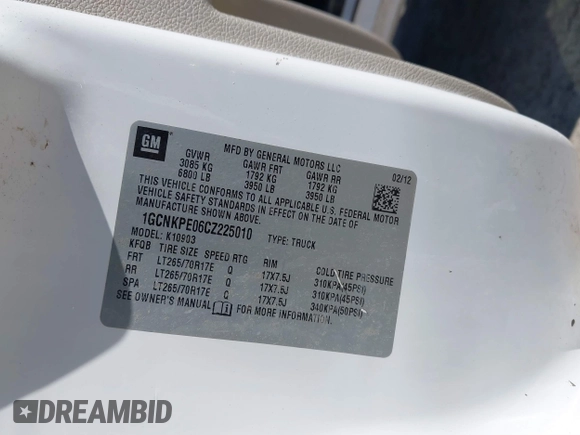 GM
MFD BY GENERAL MOTORS LLC
02/12
GVWR GAWR FRT GAWR RR
3085 KG 1792 KG 1792 KG
6800 LB 3950 LB 3950 LB
THIS VEHICLE CONFORMS TO ALL APPLICABLE U.S. FEDERAL MOTOR
VEHICLE SAFETY STANDARDS IN EFFECT ON THE DATE OF
MANUFACTURE SHOWN ABOVE.
1GCNKPE06CZ225010 TYPE: TRUCK
MODEL: K10903
KFQB TIRE SIZE SPEED RTG RIM COLD TIRE PRESSURE
FRT LT265/70R17E Q 17X7.5J 310KPA(45PSI)
RR LT265/70R17E Q 17X7.5J 310KPA(45PSI)
SPA LT265/70R17E Q 17X7.5J 340KPA(50PSI)
SEE OWNER'S MANUAL FOR MORE INFORMATION.
DREAMBID